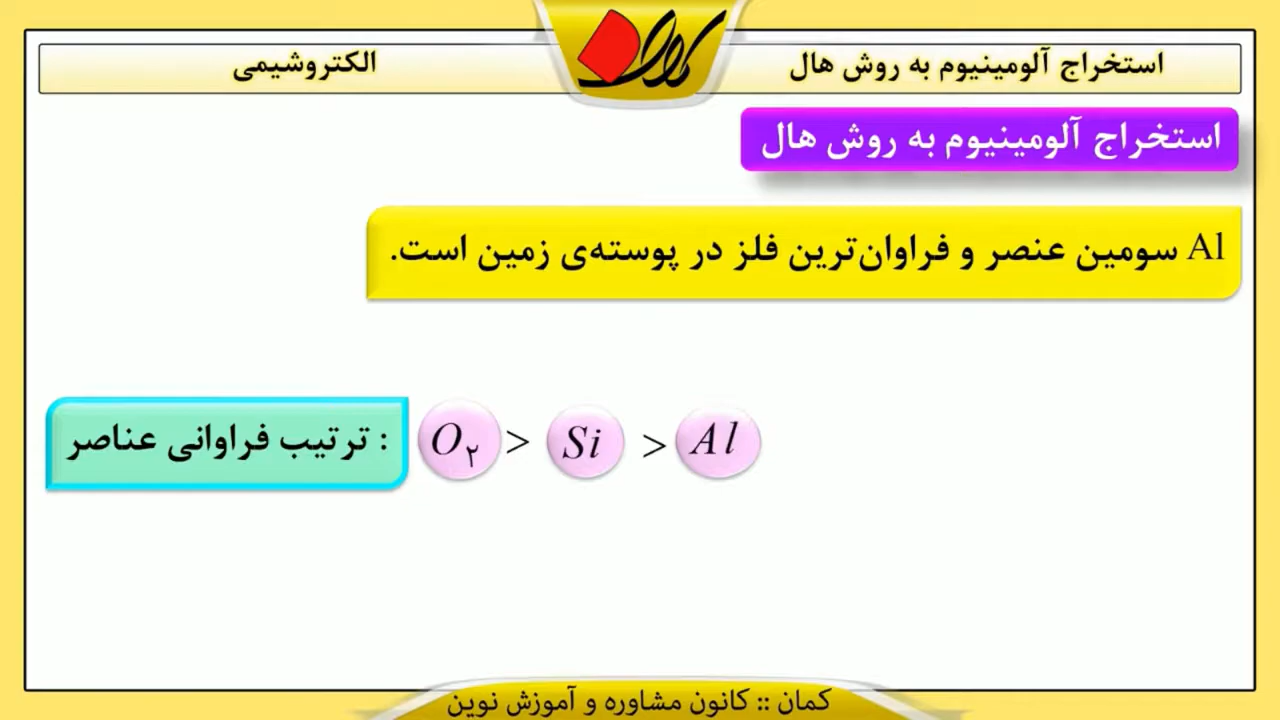 استخراج آلومینیوم به روش هال
کمان
الکتروشیمی
استخراج آلومینیوم به روش هال
Al سومین عنصر و فراوان‌ترین فلز در پوسته‌ی زمین است.
ترتیب فراوانی عناصر : O۲ > Si > Al
کمان :: کانون مشاوره و آموزش نوین